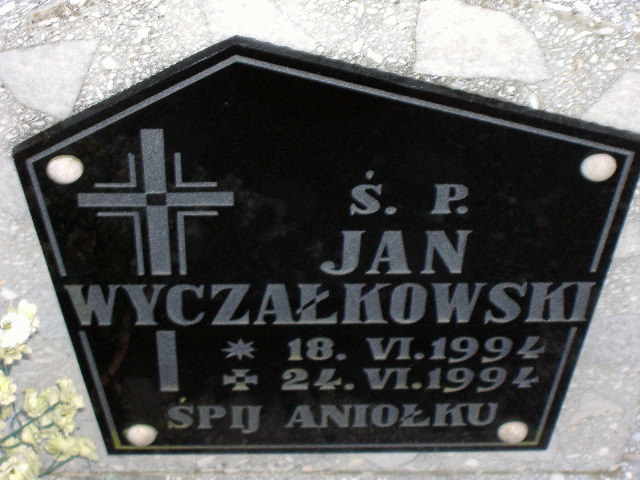 Ś. P.
JAN
WYCZAŁKOWSKI
* 18. VI. 1994
✠ 24. VI. 1994
ŚPIJ ANIOŁKU